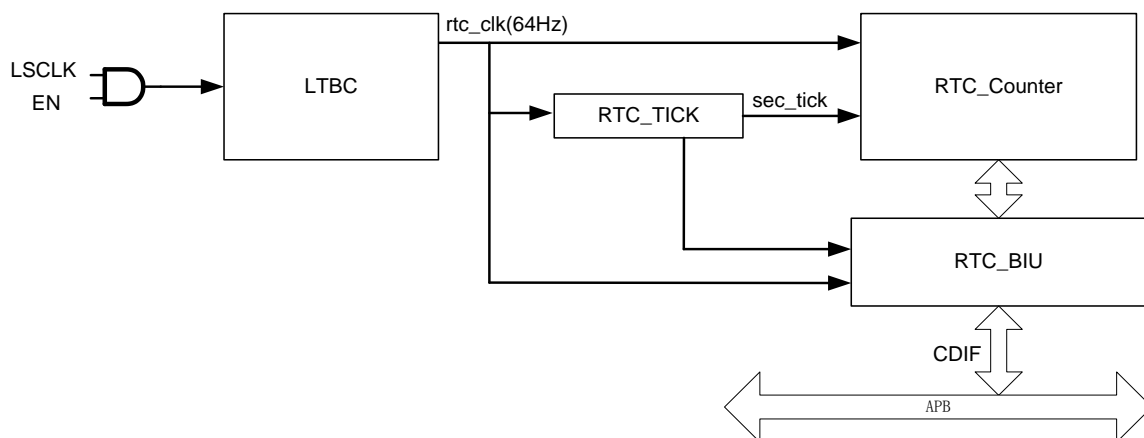 rtc_clk(64Hz)
LSCLK
EN
LTBC
RTC_Counter
RTC_TICK
sec_tick
RTC_BIU
CDIF
APB